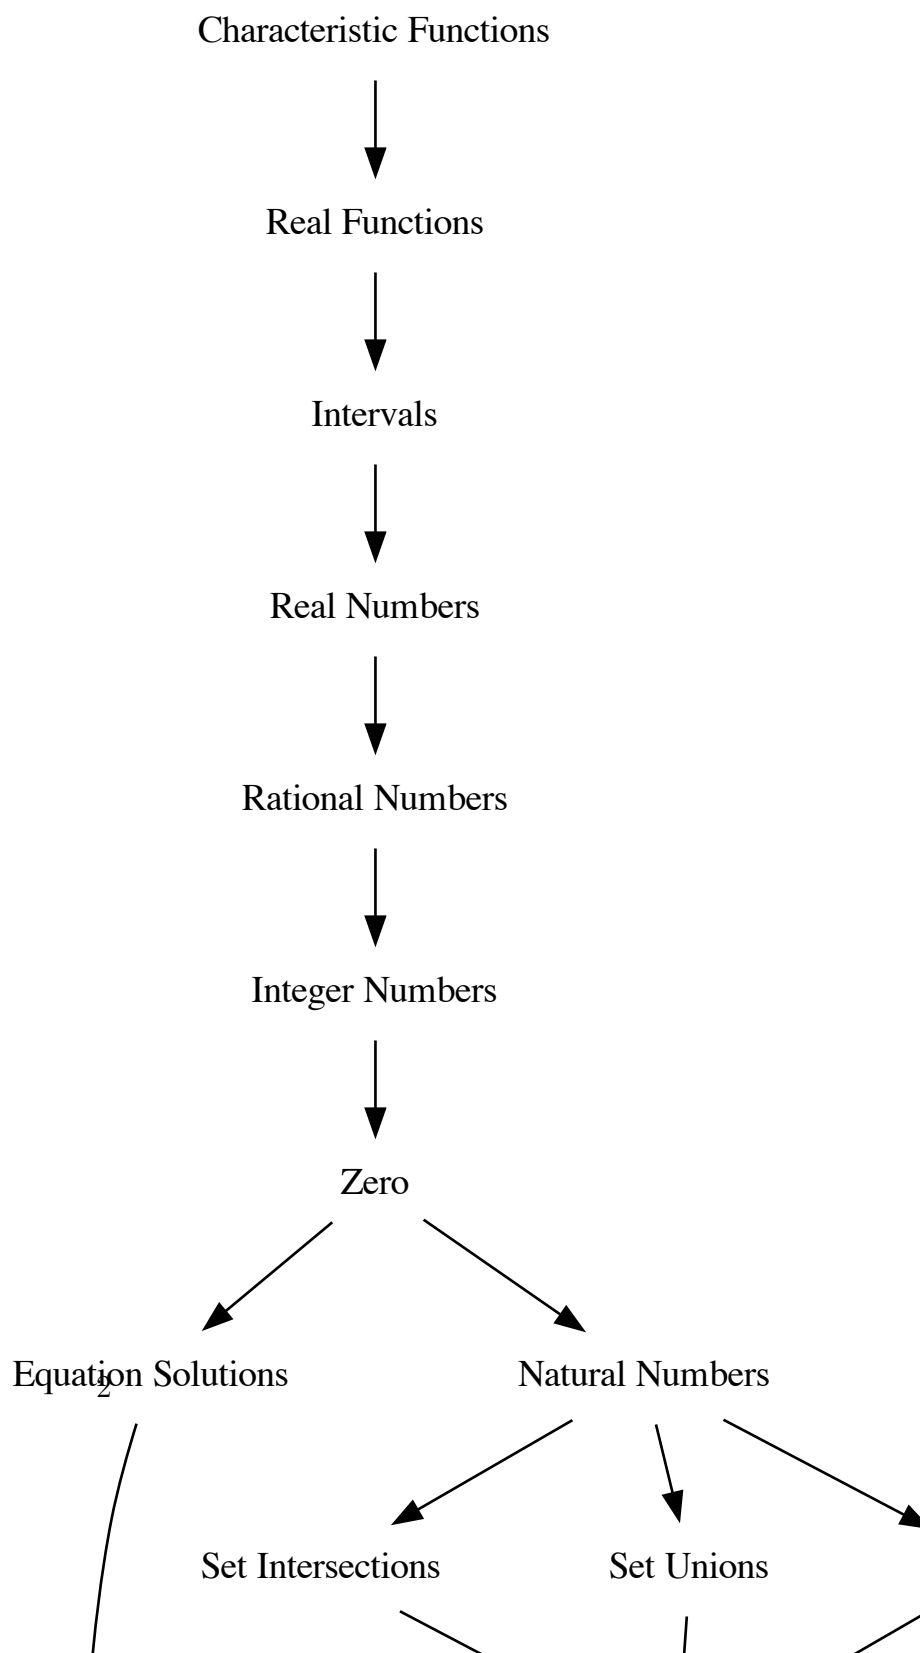 Characteristic Functions
Real Functions
Intervals
Real Numbers
Rational Numbers
Integer Numbers
Zero
Equation Solutions
2
Natural Numbers
Set Intersections
Set Unions